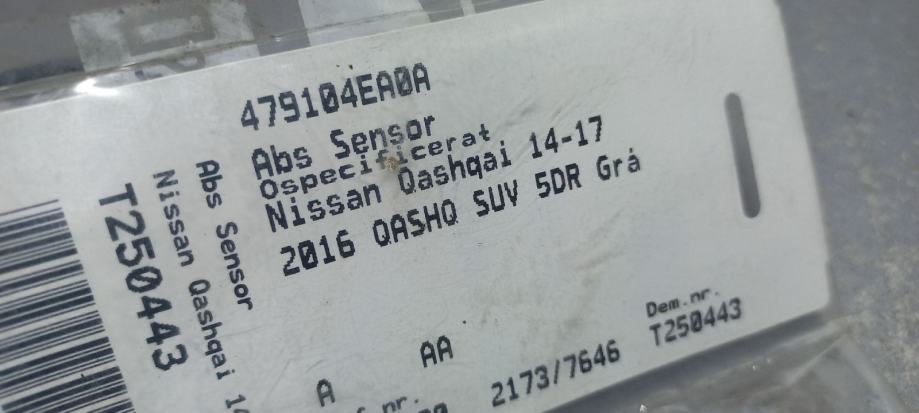 479104EA0A
Abs Sensor
Ospecificerat
Nissan Qashqai 14-17
2016 QASHQ SUV 5DR Grå
A AA
nr. 2173/7646
Dem.nr.
T250443
Abs Sensor
Nissan Qashqai
T250443